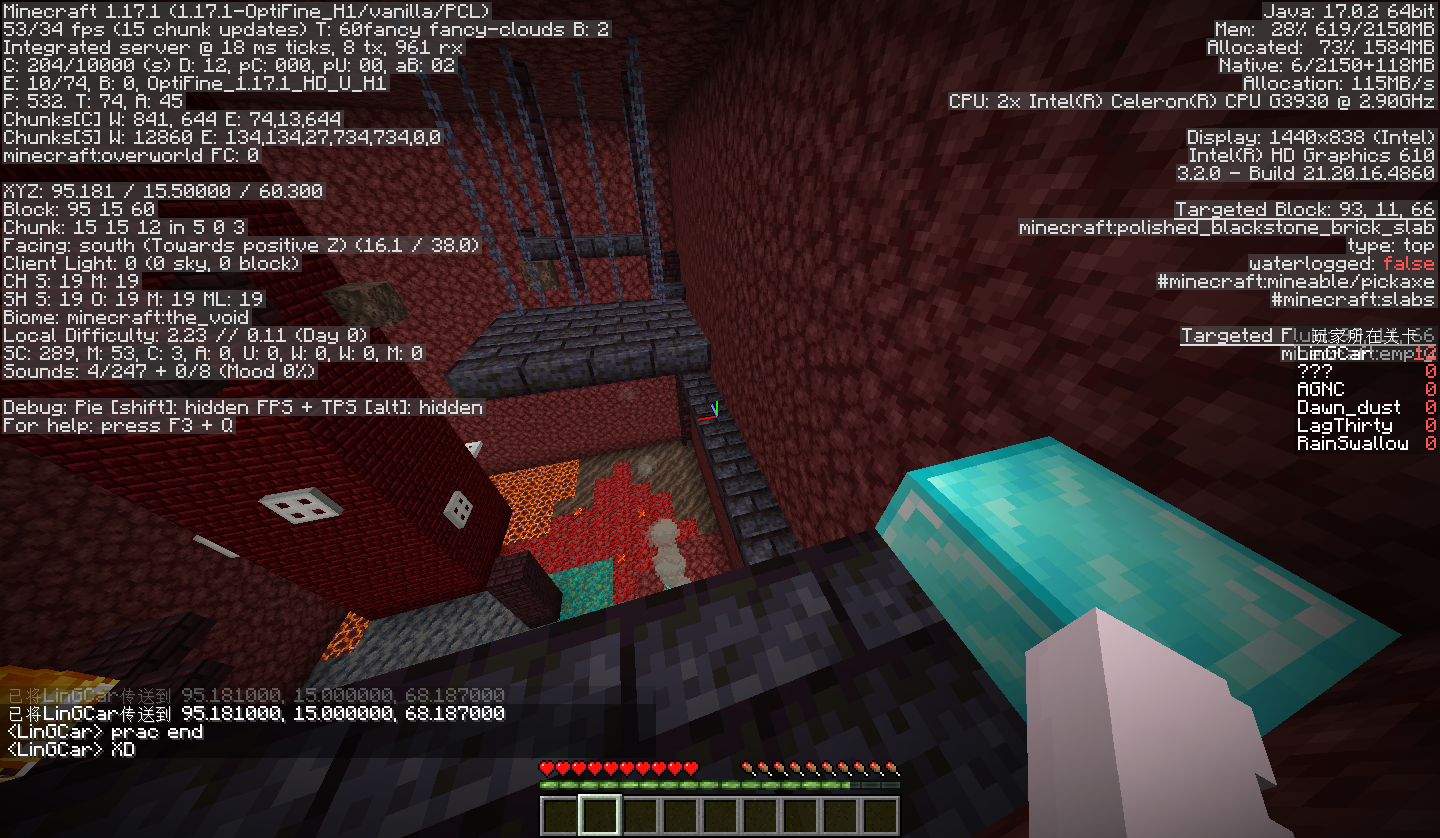 Minecraft 1.17.1 (1.17.1-OptiFine_H1/vanilla/PCL)
53/34 fps (15 chunk updates) T: 60fancy fancy-clouds B: 2
Integrated server @ 18 ms ticks, 8 tx, 961 rx
C: 204/10000 (s) D: 12, pC: 000, pU: 00, aB: 02
E: 10/74, B: 0, OptiFine_1.17.1_HD_U_H1
P: 532. T: 74, A: 45
Chunks[C] W: 841, 644 E: 74,13,644
Chunks[S] W: 12860 E: 134,134,27,734,734,0,0
minecraft:overworld FC: 0
XYZ: 95.181 / 15.50000 / 60.300
Block: 95 15 60
Chunk: 15 15 12 in 5 0 3
Facing: south (Towards positive Z) (16.1 / 38.0)
Client Light: 0 (0 sky, 0 block)
CH S: 19 M: 19
SH S: 19 O: 19 M: 19 ML: 19
Biome: minecraft:the_void
Local Difficulty: 2.23 // 0.11 (Day 0)
SC: 289, M: 53, C: 3, A: 0, U: 0, W: 0, W: 0, M: 0
Sounds: 4/247 + 0/8 (Mood 0%)
Debug: Pie [shift]: hidden FPS + TPS [alt]: hidden
For help: press F3 + Q
Java: 17.0.2 64bit
Mem: 28% 619/2150MB
Allocated: 73% 1584MB
Native: 6/2150+118MB
Allocation: 115MB/s
CPU: 2x Intel(R) Celeron(R) CPU G3930 @ 2.90GHz
Display: 1440x838 (Intel)
Intel(R) HD Graphics 610
3.2.0 - Build 21.20.16.4860
Targeted Block: 93, 11, 66
minecraft:polished_blackstone_brick_slab
type: top
waterlogged: false
#minecraft:mineable/pickaxe
#minecraft:slabs
Targeted
玩家所在关卡
LinGCar
??? 0
AGNC 0
Dawn_dust 0
LagThirty 0
RainSwallow 0
已将LinGCar传送到 95.181000, 15.000000, 68.187000
已将LinGCar传送到 95.181000, 15.000000, 68.187000
<LinGCar> prac end
<LinGCar> XD